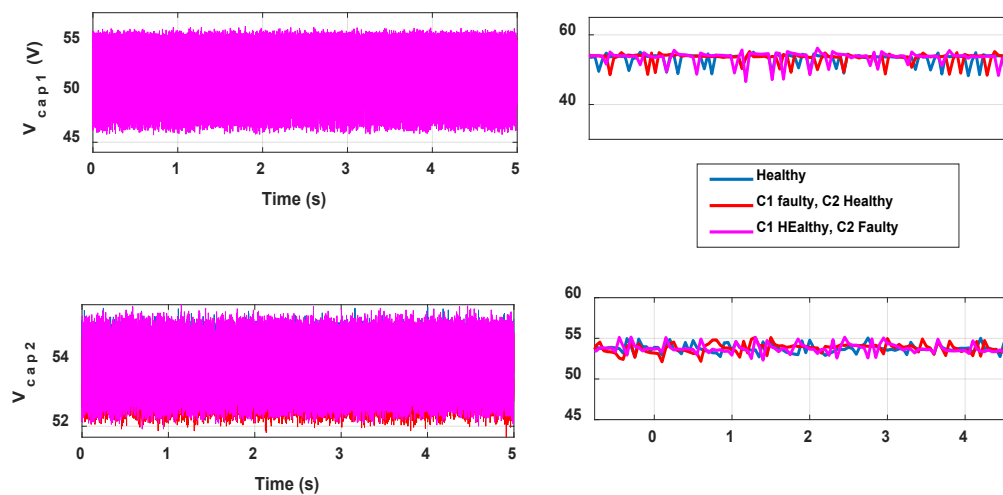 V cap1 (V)
55
50
45
0 1 2 3 4 5
Time (s)
60
40
Healthy
C1 faulty, C2 Healthy
C1 HEalthy, C2 Faulty
V cap2
54
52
0 1 2 3 4 5
Time (s)
60
55
50
45
0 1 2 3 4